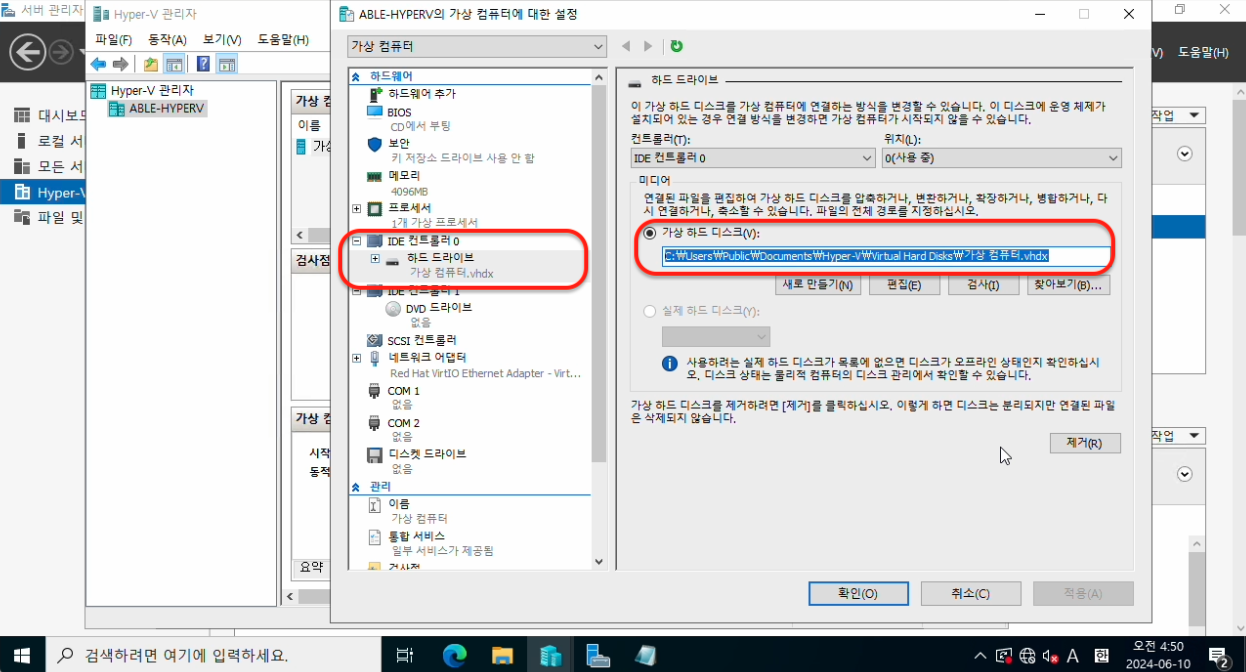 서버 관리자
Hyper-V 관리자
파일(F) 동작(A) 보기(V) 도움말(H)
Hyper-V 관리자
ABLE-HYPERV
대시보드
로컬 서
모든 서
Hyper-V
파일 및
가상 컴
이름
가상
검사점
가상 컴
시작
동적
요약
ABLE-HYPERV의 가상 컴퓨터에 대한 설정
가상 컴퓨터
하드웨어
하드웨어 추가
BIOS
CD에서 부팅
보안
키 저장소 드라이브 사용 안 함
메모리
4096MB
프로세서
1개 가상 프로세서
IDE 컨트롤러 0
하드 드라이브
가상 컴퓨터.vhdx
IDE 컨트롤러 1
DVD 드라이브
없음
SCSI 컨트롤러
네트워크 어댑터
Red Hat VirtIO Ethernet Adapter - Virt...
COM 1
없음
COM 2
없음
디스켓 드라이브
없음
관리
이름
가상 컴퓨터
통합 서비스
일부 서비스가 제공됨
검사점
하드 드라이브
이 가상 하드 디스크를 가상 컴퓨터에 연결하는 방식을 변경할 수 있습니다. 이 디스크에 운영 체제가
설치되어 있는 경우 연결 방식을 변경하면 가상 컴퓨터가 시작되지 않을 수 있습니다.
컨트롤러(T): 위치(L):
IDE 컨트롤러 0 0(사용 중)
미디어
연결된 파일을 편집하여 가상 하드 디스크를 압축하거나, 변환하거나, 확장하거나, 병합하거나, 다
시 연결하거나, 축소할 수 있습니다. 파일의 전체 경로를 지정하십시오.
가상 하드 디스크(V):
C:₩Users₩Public₩Documents₩Hyper-V₩Virtual Hard Disks₩가상 컴퓨터.vhdx
새로 만들기(N) 편집(E) 검사(I) 찾아보기(B)...
실제 하드 디스크(Y):
사용하려는 실제 하드 디스크가 목록에 없으면 디스크가 오프라인 상태인지 확인하십시
오. 디스크 상태는 물리적 컴퓨터의 디스크 관리에서 확인할 수 있습니다.
가상 하드 디스크를 제거하려면 [제거]를 클릭하십시오. 이렇게 하면 디스크는 분리되지만 연결된 파일
은 삭제되지 않습니다.
제거(R)
확인(O) 취소(C) 적용(A)
V) 도움말(H)
작업
작업
검색하려면 여기에 입력하세요.
A 한
오전 4:50
2024-06-10
2